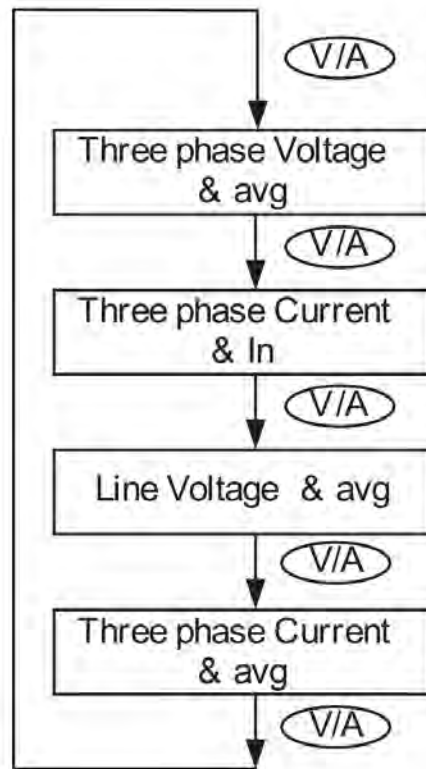 V/A
Three phase Voltage
& avg
V/A
Three phase Current
& In
V/A
Line Voltage & avg
V/A
Three phase Current
& avg
V/A